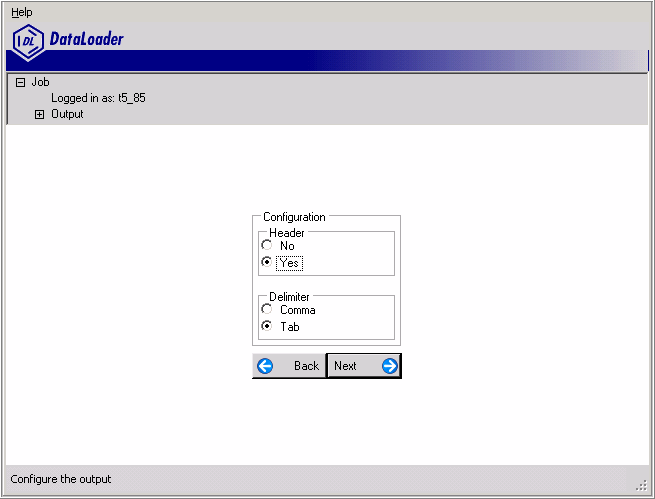 Help
DL DataLoader
Job
Logged in as: t5_85
Output
Configuration
Header
No
Yes
Delimiter
Comma
Tab
Back Next
Configure the output